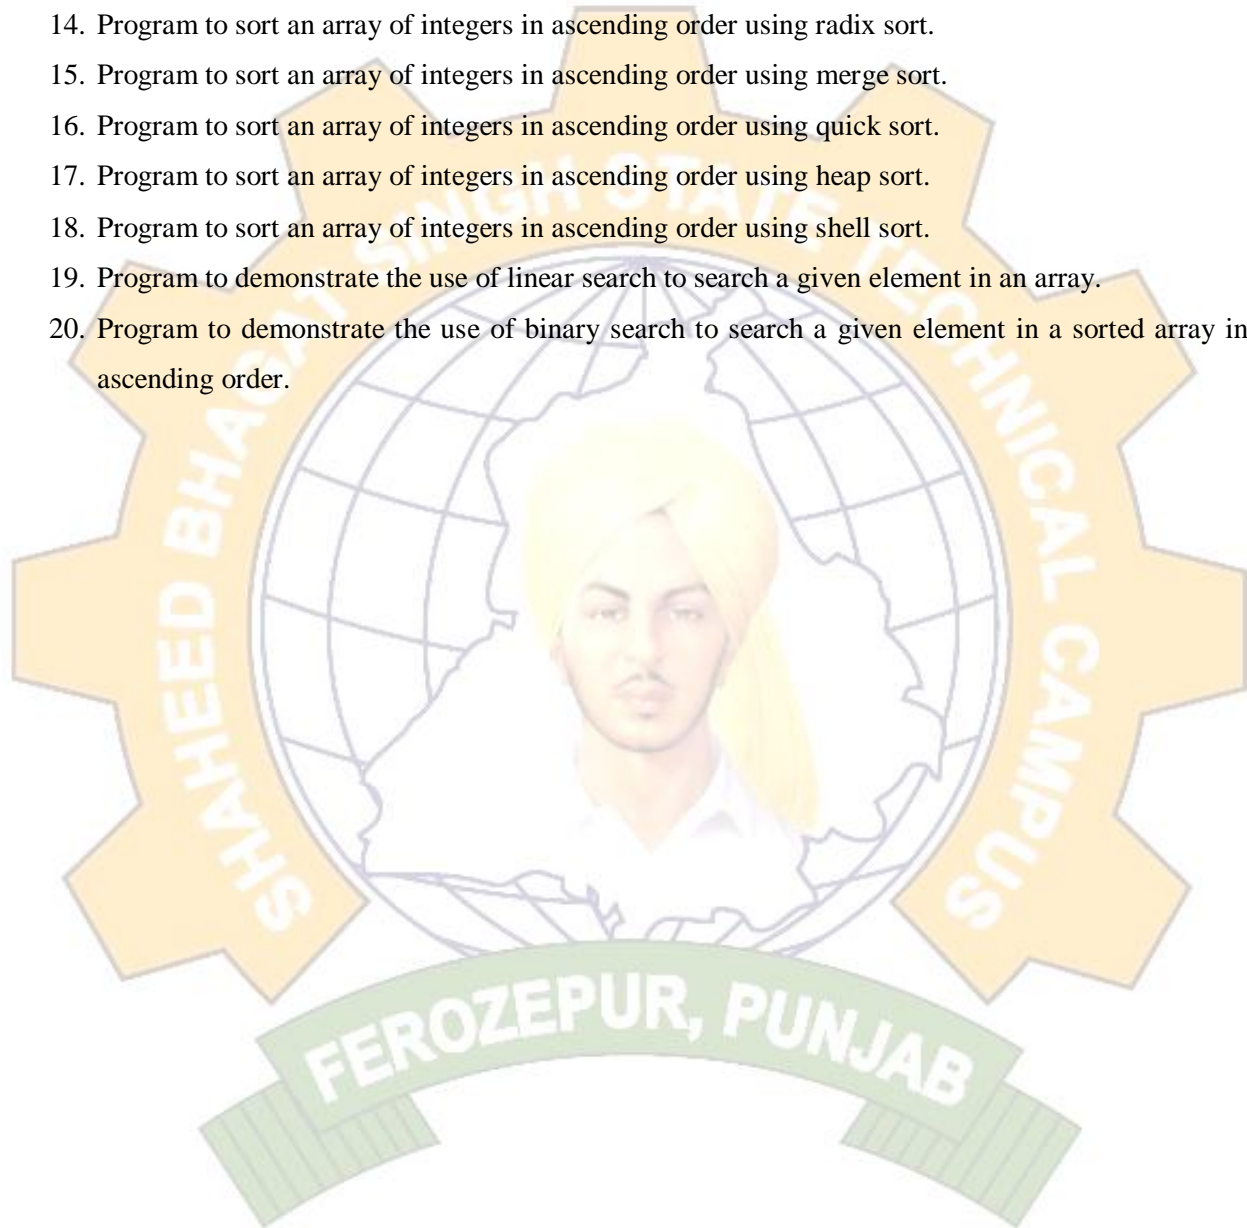 14. Program to sort an array of integers in ascending order using radix sort.
15. Program to sort an array of integers in ascending order using merge sort.
16. Program to sort an array of integers in ascending order using quick sort.
17. Program to sort an array of integers in ascending order using heap sort.
18. Program to sort an array of integers in ascending order using shell sort.
19. Program to demonstrate the use of linear search to search a given element in an array.
20. Program to demonstrate the use of binary search to search a given element in a sorted array in
ascending order.
SHAHEED BHAGAT SINGH STATE TECHNICAL CAMPUS
FEROZEPUR, PUNJAB